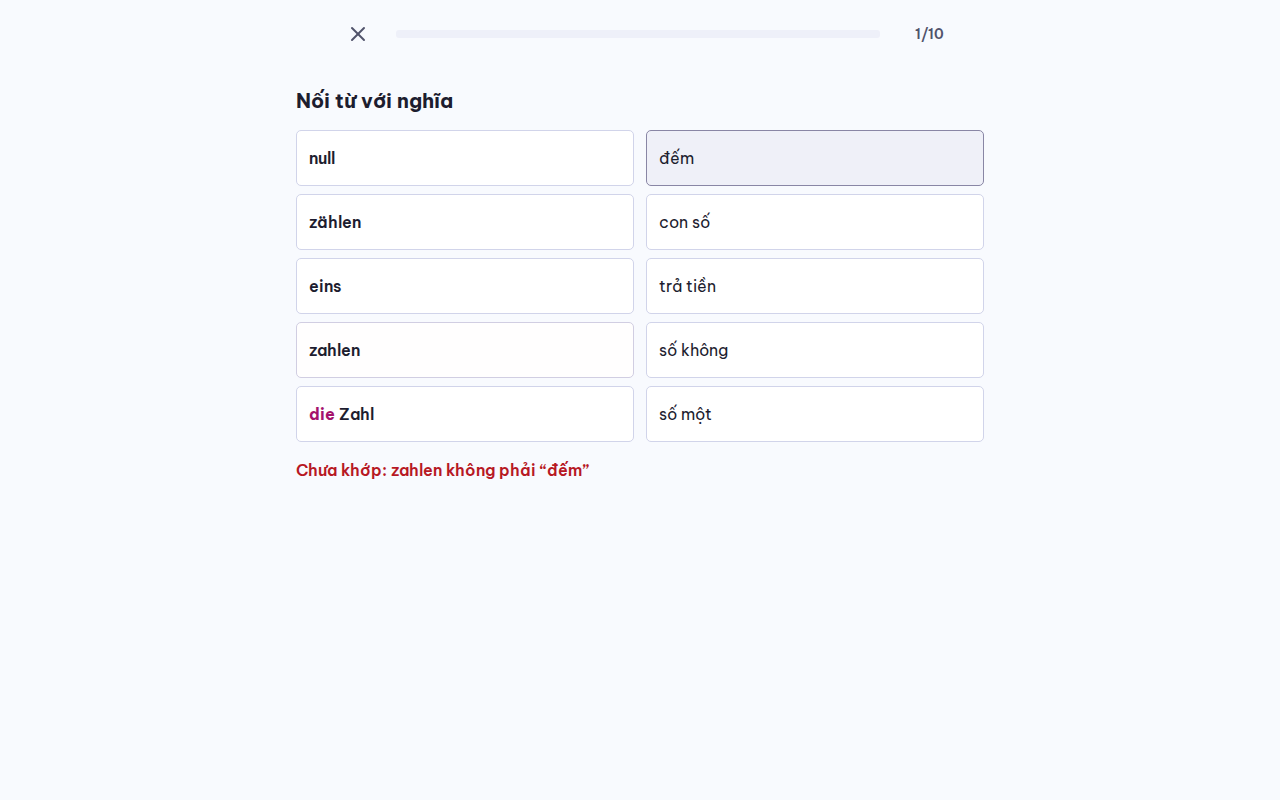 1/10
Nối từ với nghĩa
null
đếm
zählen
con số
eins
trả tiền
zahlen
số không
die Zahl
số một
Chưa khớp: zahlen không phải “đếm”